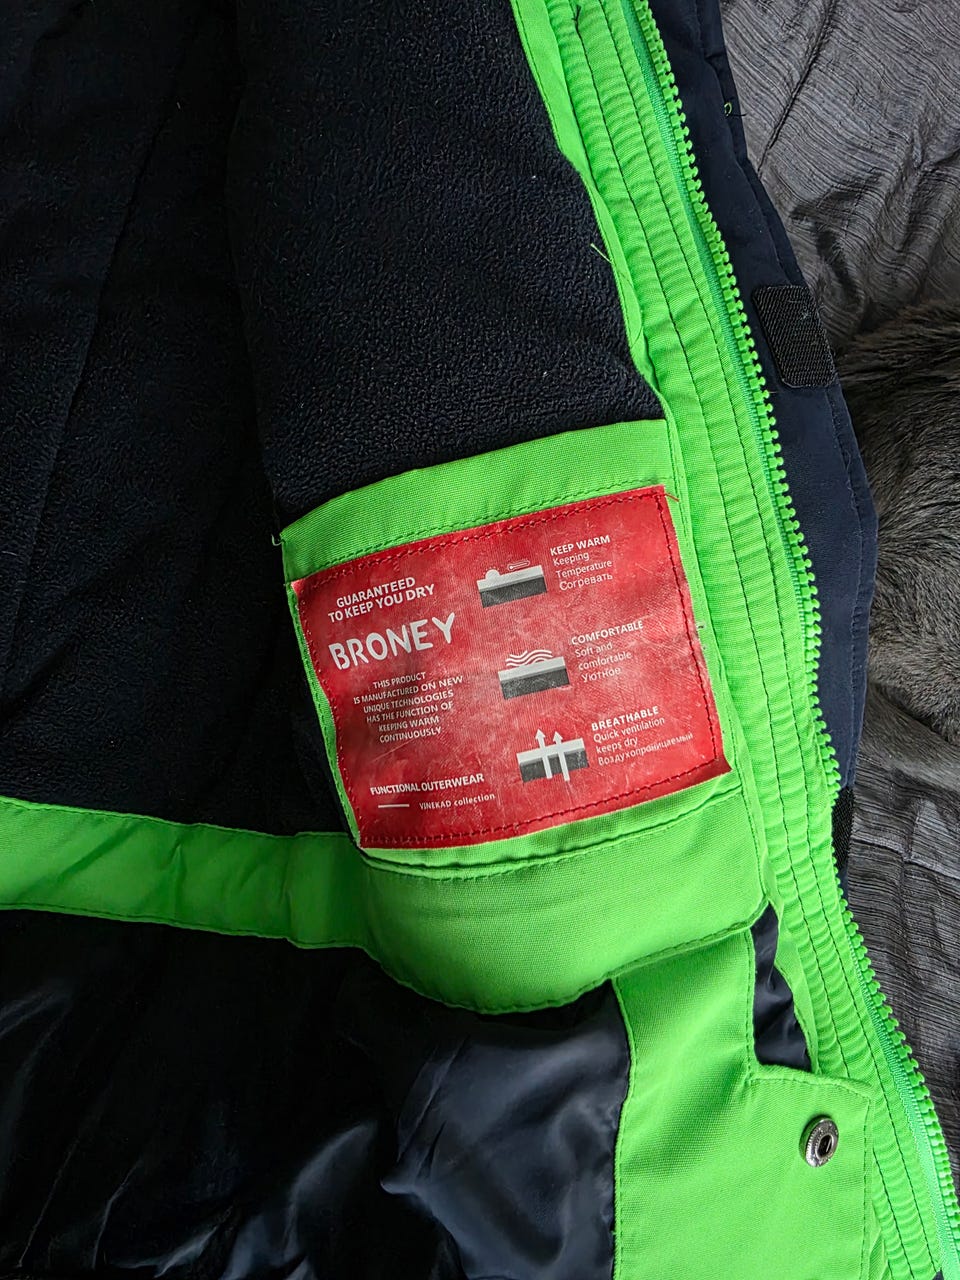 GUARANTEED
TO KEEP YOU DRY
BRONEY
THIS PRODUCT
IS MANUFACTURED ON NEW
UNIQUE TECHNOLOGIES
HAS THE FUNCTION OF
KEEPING WARM
CONTINUOUSLY
FUNCTIONAL OUTERWEAR
VINEKAD collection
KEEP WARM
Keeping
Temperature
Согревать
COMFORTABLE
Soft and
comfortable
Уютное
BREATHABLE
Quick ventilation
keeps dry
Воздухопроницаемый